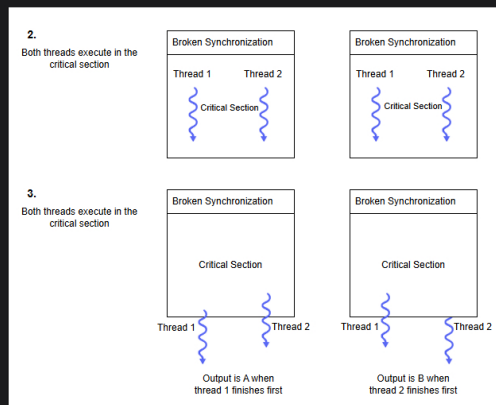 2.
Both threads execute in the
critical section
Broken Synchronization
Thread 1 Thread 2
Critical Section
Broken Synchronization
Thread 1 Thread 2
Critical Section
3.
Both threads execute in the
critical section
Broken Synchronization
Critical Section
Thread 1 Thread 2
Output is A when
thread 1 finishes first
Broken Synchronization
Critical Section
Thread 1 Thread 2
Output is B when
thread 2 finishes first